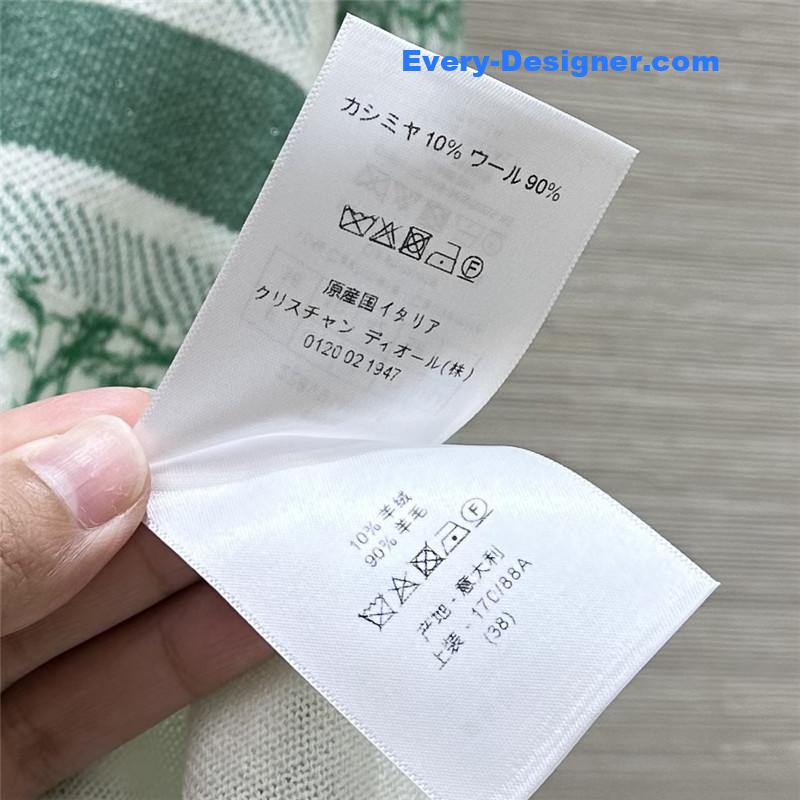 Every-Designer.com
カシミヤ 10% ウール 90%
F
原産国イタリア
クリスチャン ディオール(株)
0120 02 1947
10% 羊绒
90% 羊毛
F
产地·意大利
上装·170/88A
(38)